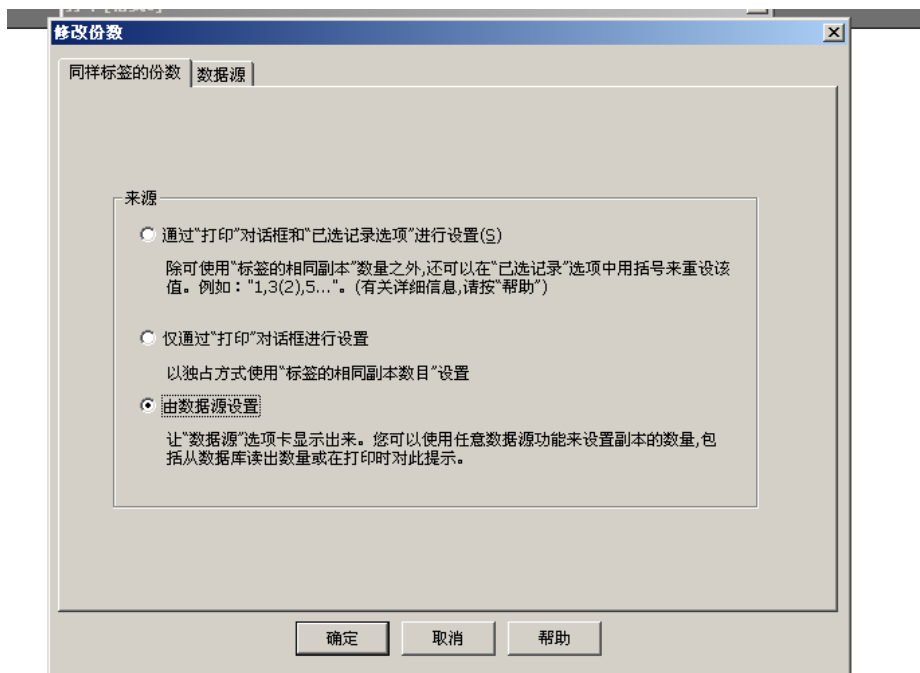 修改份数
同样标签的份数
数据源
来源
通过“打印”对话框和“已选记录选项”进行设置(S)
除可使用“标签的相同副本”数量之外,还可以在“已选记录”选项中用括号来重设该
值。例如："1,3(2),5..."。(有关详细信息,请按“帮助”)
仅通过“打印”对话框进行设置
以独占方式使用“标签的相同副本数目”设置
由数据源设置
让“数据源”选项卡显示出来。您可以使用任意数据源功能来设置副本的数量,包
括从数据库读出数量或在打印时对此提示。
确定
取消
帮助